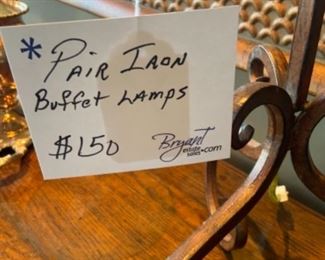 * PAIR IRON
Buffet LAMPS
$150
Bryant
estate
sales.com